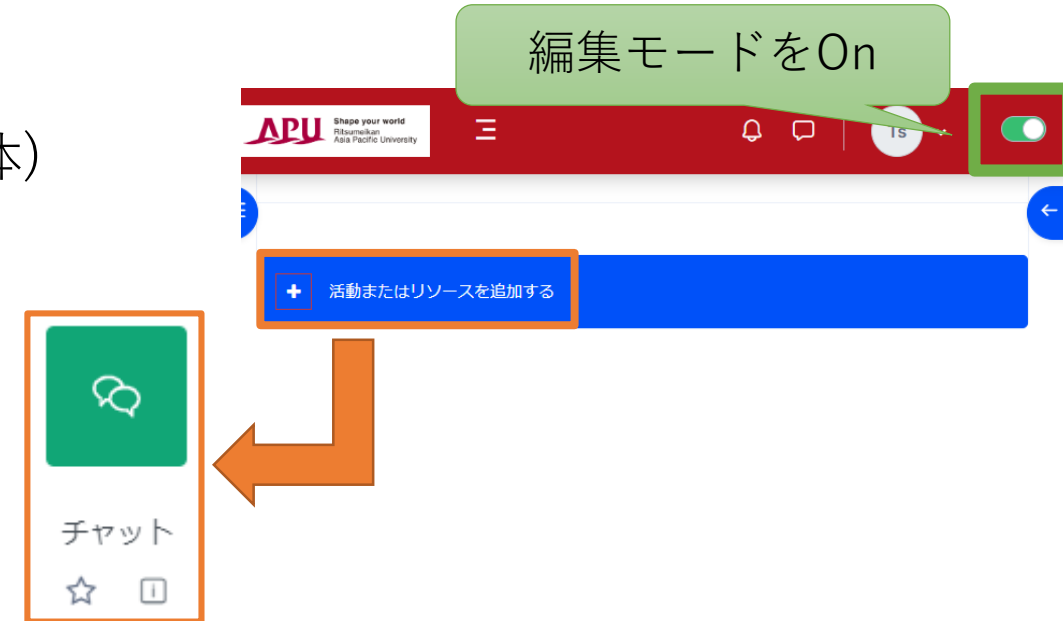 編集モードをOn
APU
Shape your world
Ritsumeikan
Asia Pacific University
Ts
体)
+ 活動またはリソースを追加する
チャット